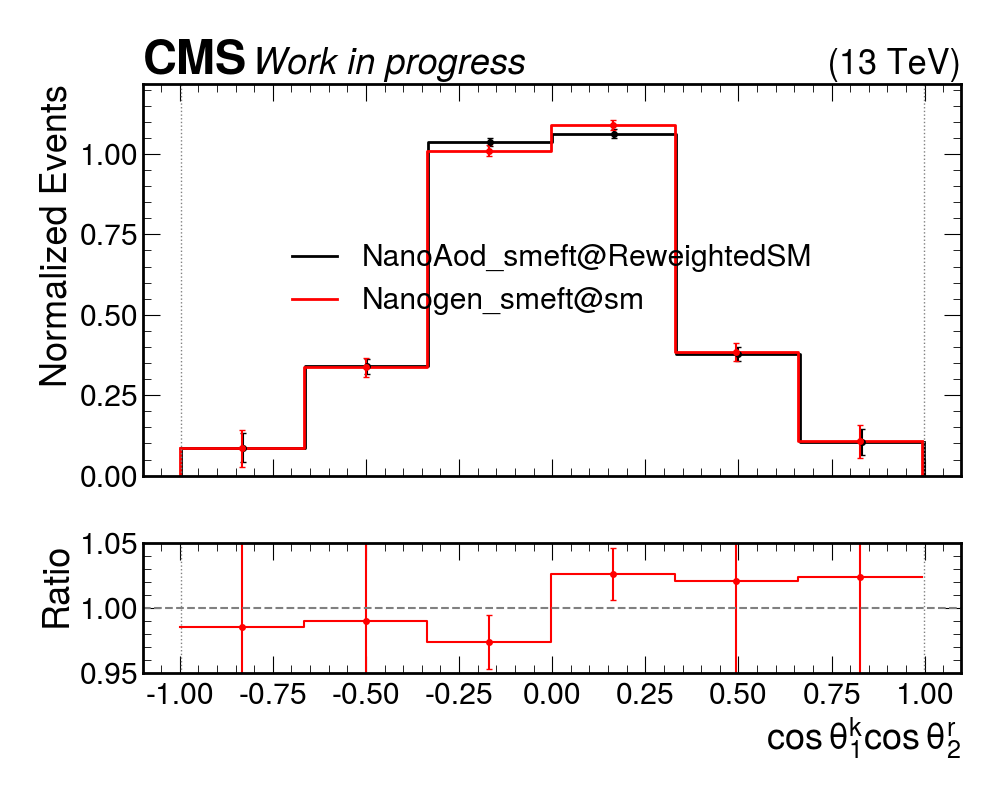 CMS Work in progress (13 TeV)
Normalized Events
1.00
0.75
0.50
0.25
0.00
NanoAod_smeft@ReweightedSM
Nanogen_smeft@sm
Ratio
1.05
1.00
0.95
-1.00 -0.75 -0.50 -0.25 0.00 0.25 0.50 0.75 1.00
cos θ₁ᵏcos θ₂ʳ